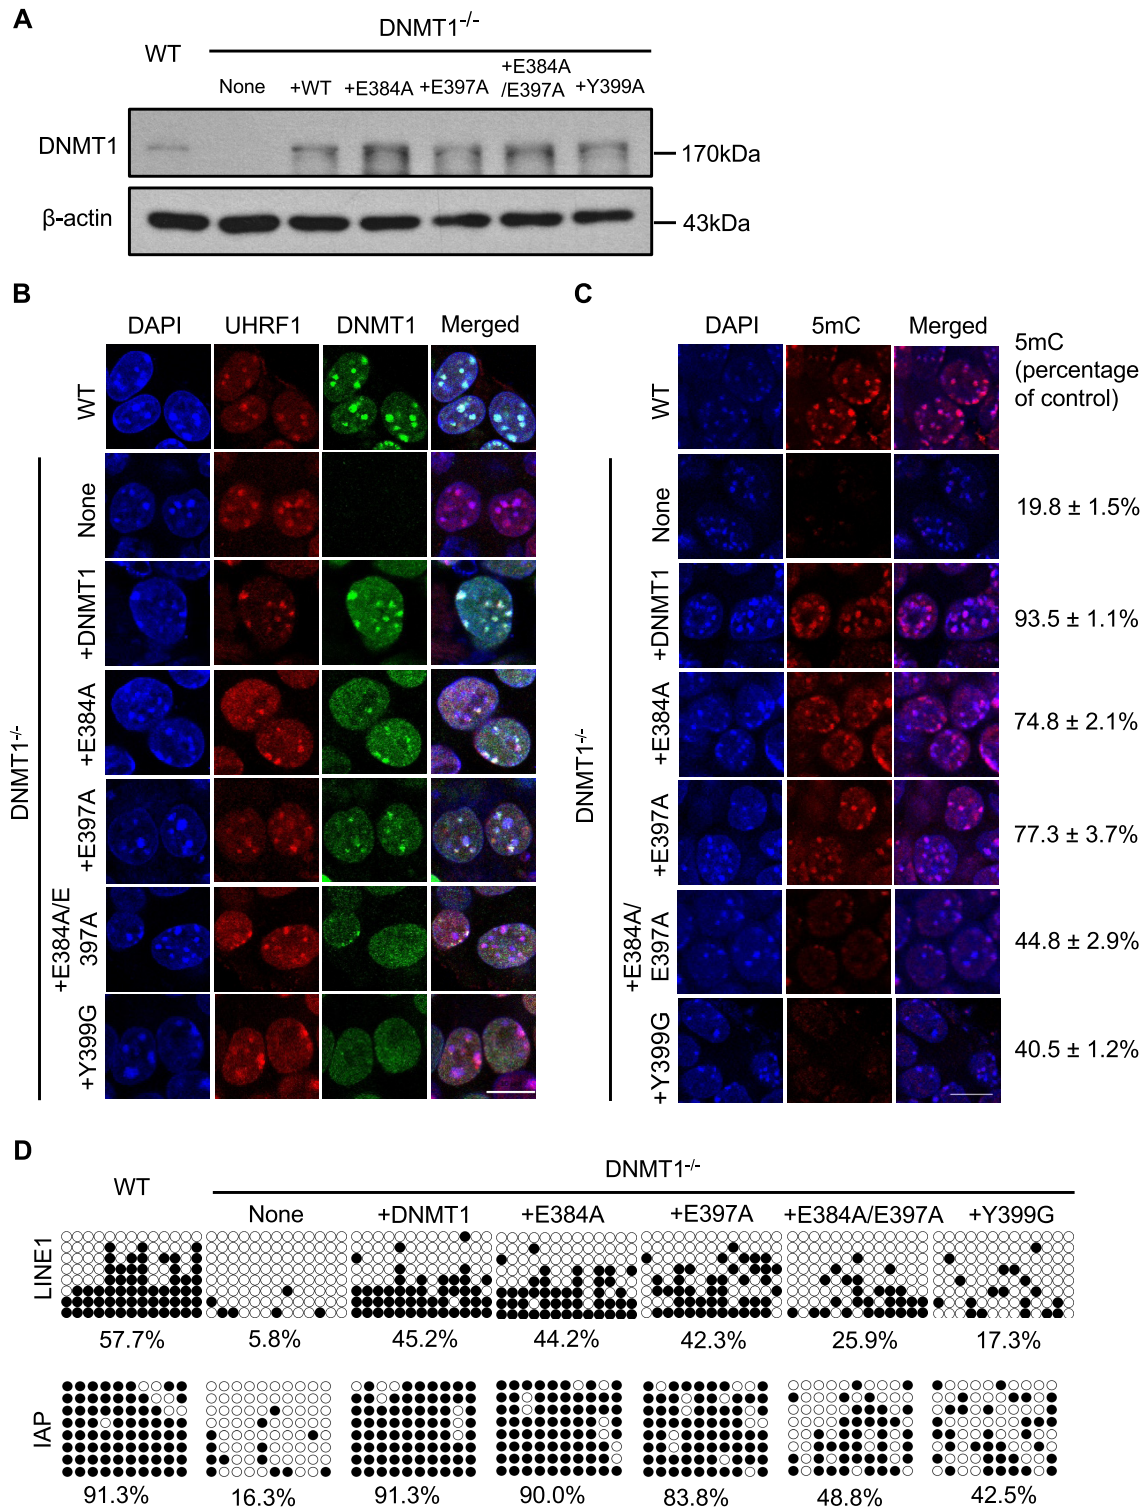 A
DNMT1-/-
WT
None
+WT
+E384A
+E397A
+E384A
/E397A
+Y399A
DNMT1
170kDa
β-actin
43kDa
B
DAPI
UHRF1
DNMT1
Merged
WT
DNMT1-/-
None
+DNMT1
+E384A
+E397A
+E384A/E
397A
+Y399G
C
DAPI
5mC
Merged
5mC
(percentage
of control)
WT
DNMT1-/-
None
19.8 ± 1.5%
+DNMT1
93.5 ± 1.1%
+E384A
74.8 ± 2.1%
+E397A
77.3 ± 3.7%
+E384A/
E397A
44.8 ± 2.9%
+Y399G
40.5 ± 1.2%
D
DNMT1-/-
WT
None
+DNMT1
+E384A
+E397A
+E384A/E397A
+Y399G
LINE1
57.7%
5.8%
45.2%
44.2%
42.3%
25.9%
17.3%
IAP
91.3%
16.3%
91.3%
90.0%
83.8%
48.8%
42.5%